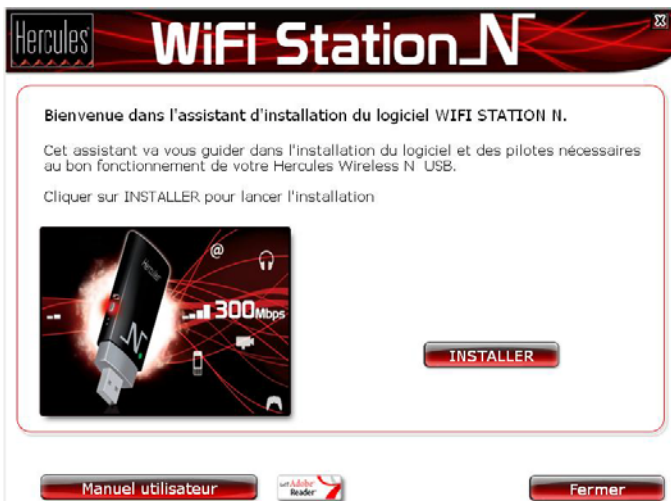 Hercules
WiFi Station N
Bienvenue dans l'assistant d'installation du logiciel WIFI STATION N.
Cet assistant va vous guider dans l'installation du logiciel et des pilotes nécessaires
au bon fonctionnement de votre Hercules Wireless N USB.
Cliquer sur INSTALLER pour lancer l'installation
@
Hercules
300Mbps
N
INSTALLER
Manuel utilisateur
Get Adobe
Reader
Fermer